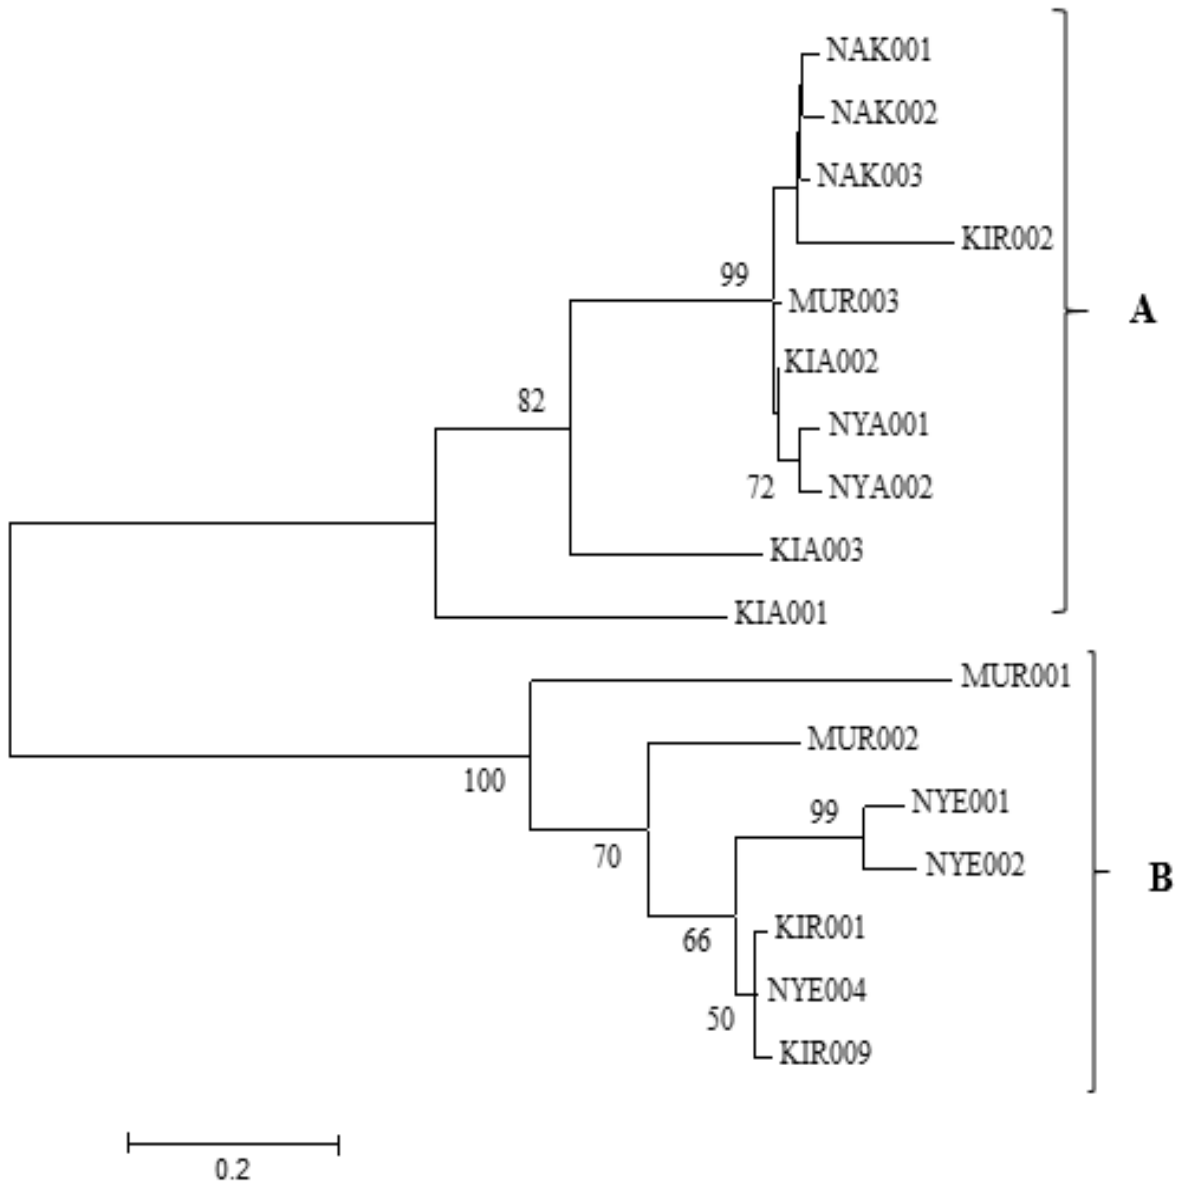 NAK001
NAK002
NAK003
KIR002
99
MUR003
A
KIA002
82
NYA001
72
NYA002
KIA003
KIA001
MUR001
MUR002
100
99
NYE001
70
NYE002
B
KIR001
66
NYE004
50
KIR009
0.2